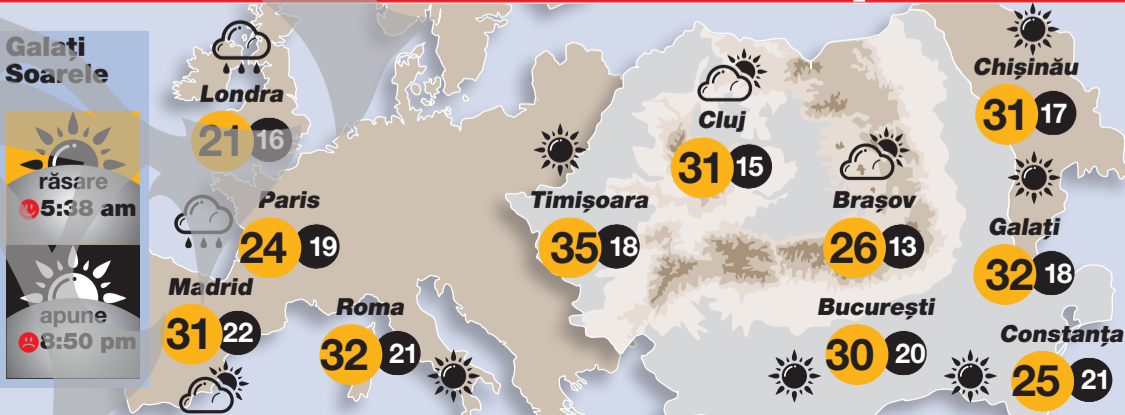 Galați
Soarele
răsare
5:38 am
apune
8:50 pm
Londra
21 16
Paris
24 19
Madrid
31 22
Roma
32 21
Timișoara
35 18
Cluj
31 15
Brașov
26 13
București
30 20
Chișinău
31 17
Galați
32 18
Constanța
25 21